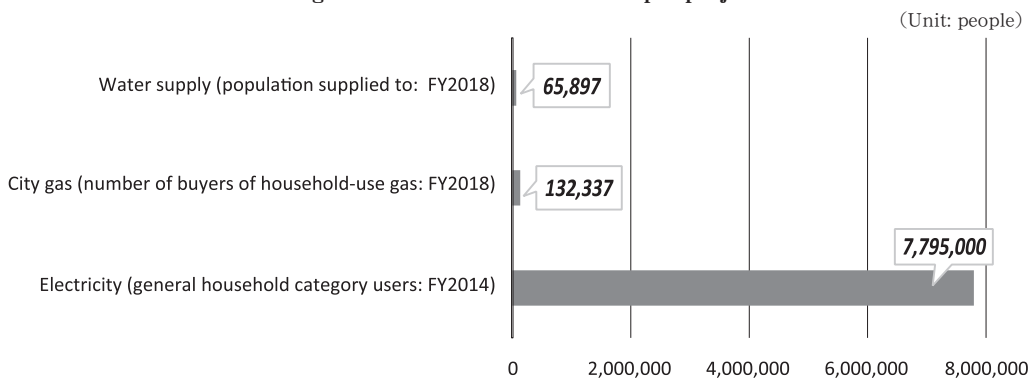 (Unit: people)
Water supply (population supplied to: FY2018)
65,897
City gas (number of buyers of household-use gas: FY2018)
132,337
7,795,000
Electricity (general household category users: FY2014)
0 2,000,000 4,000,000 6,000,000 8,000,000